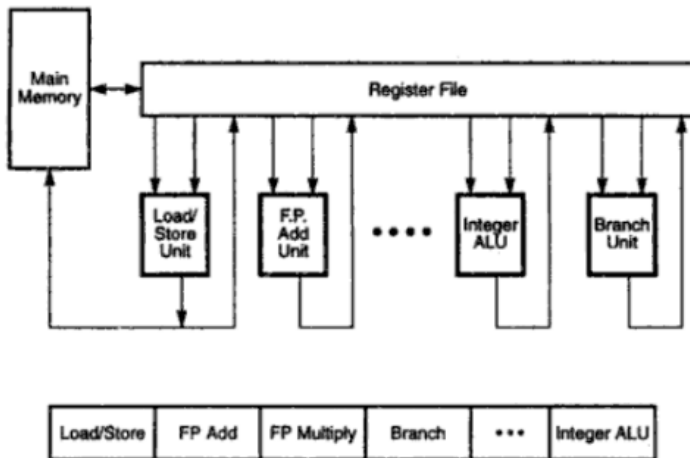 Main
Memory
Register File
Load/
Store
Unit
F.P.
Add
Unit
Integer
ALU
Branch
Unit
Load/Store FP Add FP Multiply Branch ••• Integer ALU